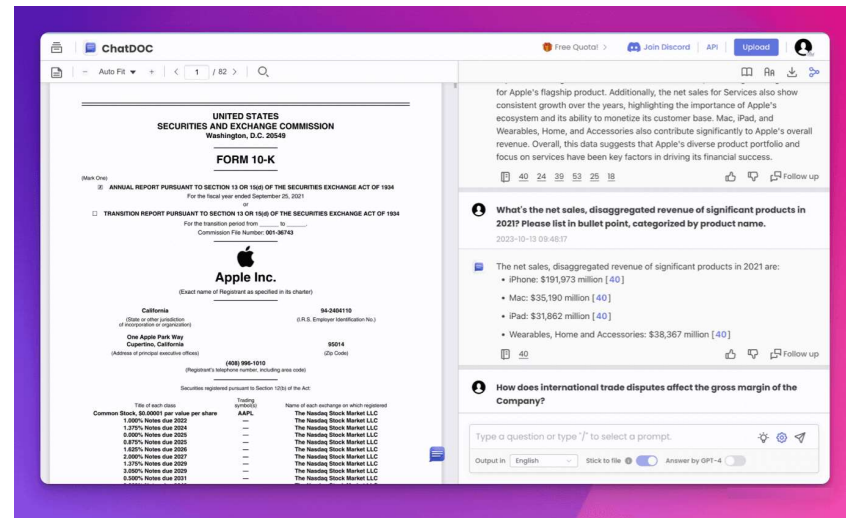 ChatDOC
Free Quota! >
Join Discord
API
Upload
Auto Fit
1 / 82
UNITED STATES
SECURITIES AND EXCHANGE COMMISSION
Washington, D.C. 20549
FORM 10-K
(Mark One)
☒ ANNUAL REPORT PURSUANT TO SECTION 13 OR 15(d) OF THE SECURITIES EXCHANGE ACT OF 1934
For the fiscal year ended September 25, 2021
or
☐ TRANSITION REPORT PURSUANT TO SECTION 13 OR 15(d) OF THE SECURITIES EXCHANGE ACT OF 1934
For the transition period from ______ to ______.
Commission File Number: 001-36743
Apple Inc.
(Exact name of Registrant as specified in its charter)
California 94-2404110
(State or other jurisdiction (I.R.S. Employer Identification No.)
of incorporation or organization)
One Apple Park Way
Cupertino, California 95014
(Address of principal executive offices) (Zip Code)
(408) 996-1010
(Registrant's telephone number, including area code)
Securities registered pursuant to Section 12(b) of the Act:
Title of each class Trading symbol(s) Name of each exchange on which registered
Common Stock, $0.00001 par value per share AAPL The Nasdaq Stock Market LLC
1.000% Notes due 2022 — The Nasdaq Stock Market LLC
1.375% Notes due 2024 — The Nasdaq Stock Market LLC
0.000% Notes due 2025 — The Nasdaq Stock Market LLC
0.875% Notes due 2025 — The Nasdaq Stock Market LLC
1.625% Notes due 2026 — The Nasdaq Stock Market LLC
2.000% Notes due 2027 — The Nasdaq Stock Market LLC
1.375% Notes due 2029 — The Nasdaq Stock Market LLC
3.050% Notes due 2029 — The Nasdaq Stock Market LLC
0.500% Notes due 2031 — The Nasdaq Stock Market LLC
for Apple's flagship product. Additionally, the net sales for Services also show
consistent growth over the years, highlighting the importance of Apple's
ecosystem and its ability to monetize its customer base. Mac, iPad, and
Wearables, Home, and Accessories also contribute significantly to Apple's overall
revenue. Overall, this data suggests that Apple's diverse product portfolio and
focus on services have been key factors in driving its financial success.
40 24 39 53 25 18
Follow up
What's the net sales, disaggregated revenue of significant products in
2021? Please list in bullet point, categorized by product name.
2023-10-13 09:48:17
The net sales, disaggregated revenue of significant products in 2021 are:
• iPhone: $191,973 million [40]
• Mac: $35,190 million [40]
• iPad: $31,862 million [40]
• Wearables, Home and Accessories: $38,367 million [40]
40
Follow up
How does international trade disputes affect the gross margin of the
Company?
Type a question or type "/" to select a prompt.
Output in English Stick to file Answer by GPT-4